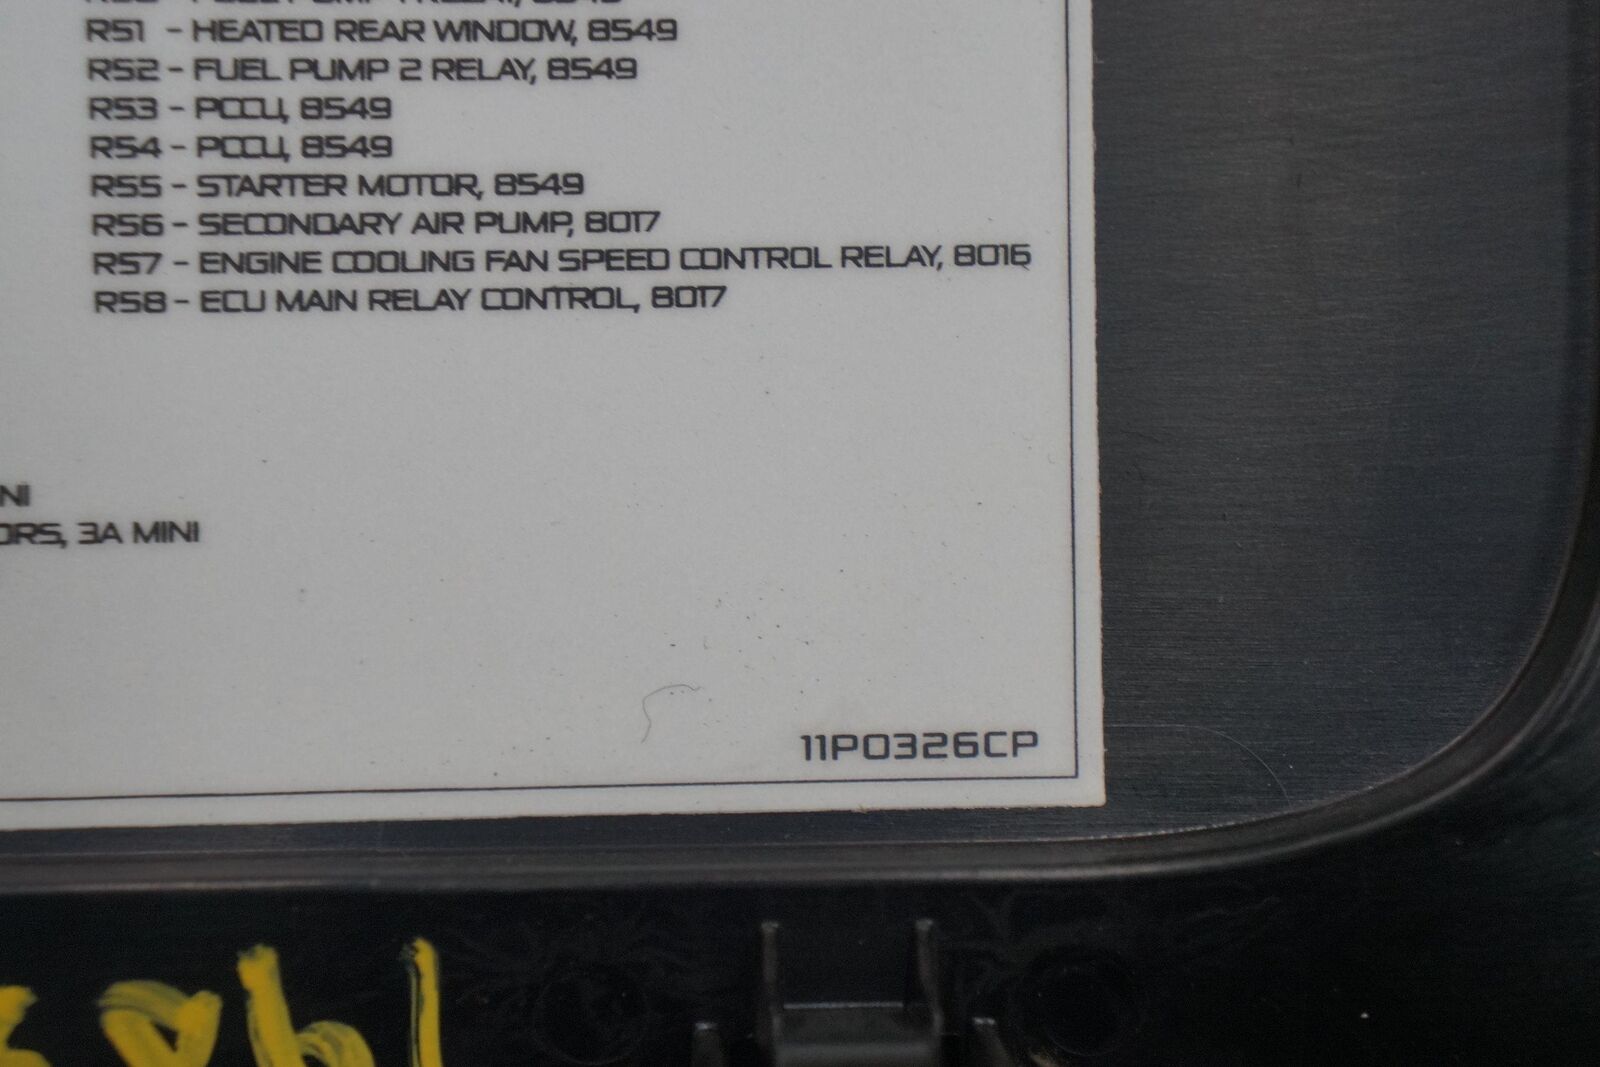 R51 - HEATED REAR WINDOW, 8549
R52 - FUEL PUMP 2 RELAY, 8549
R53 - PCCU, 8549
R54 - PCCU, 8549
R55 - STARTER MOTOR, 8549
R56 - SECONDARY AIR PUMP, 8017
R57 - ENGINE COOLING FAN SPEED CONTROL RELAY, 8016
R58 - ECU MAIN RELAY CONTROL, 8017
NI
ORS, 3A MINI
11P0326CP